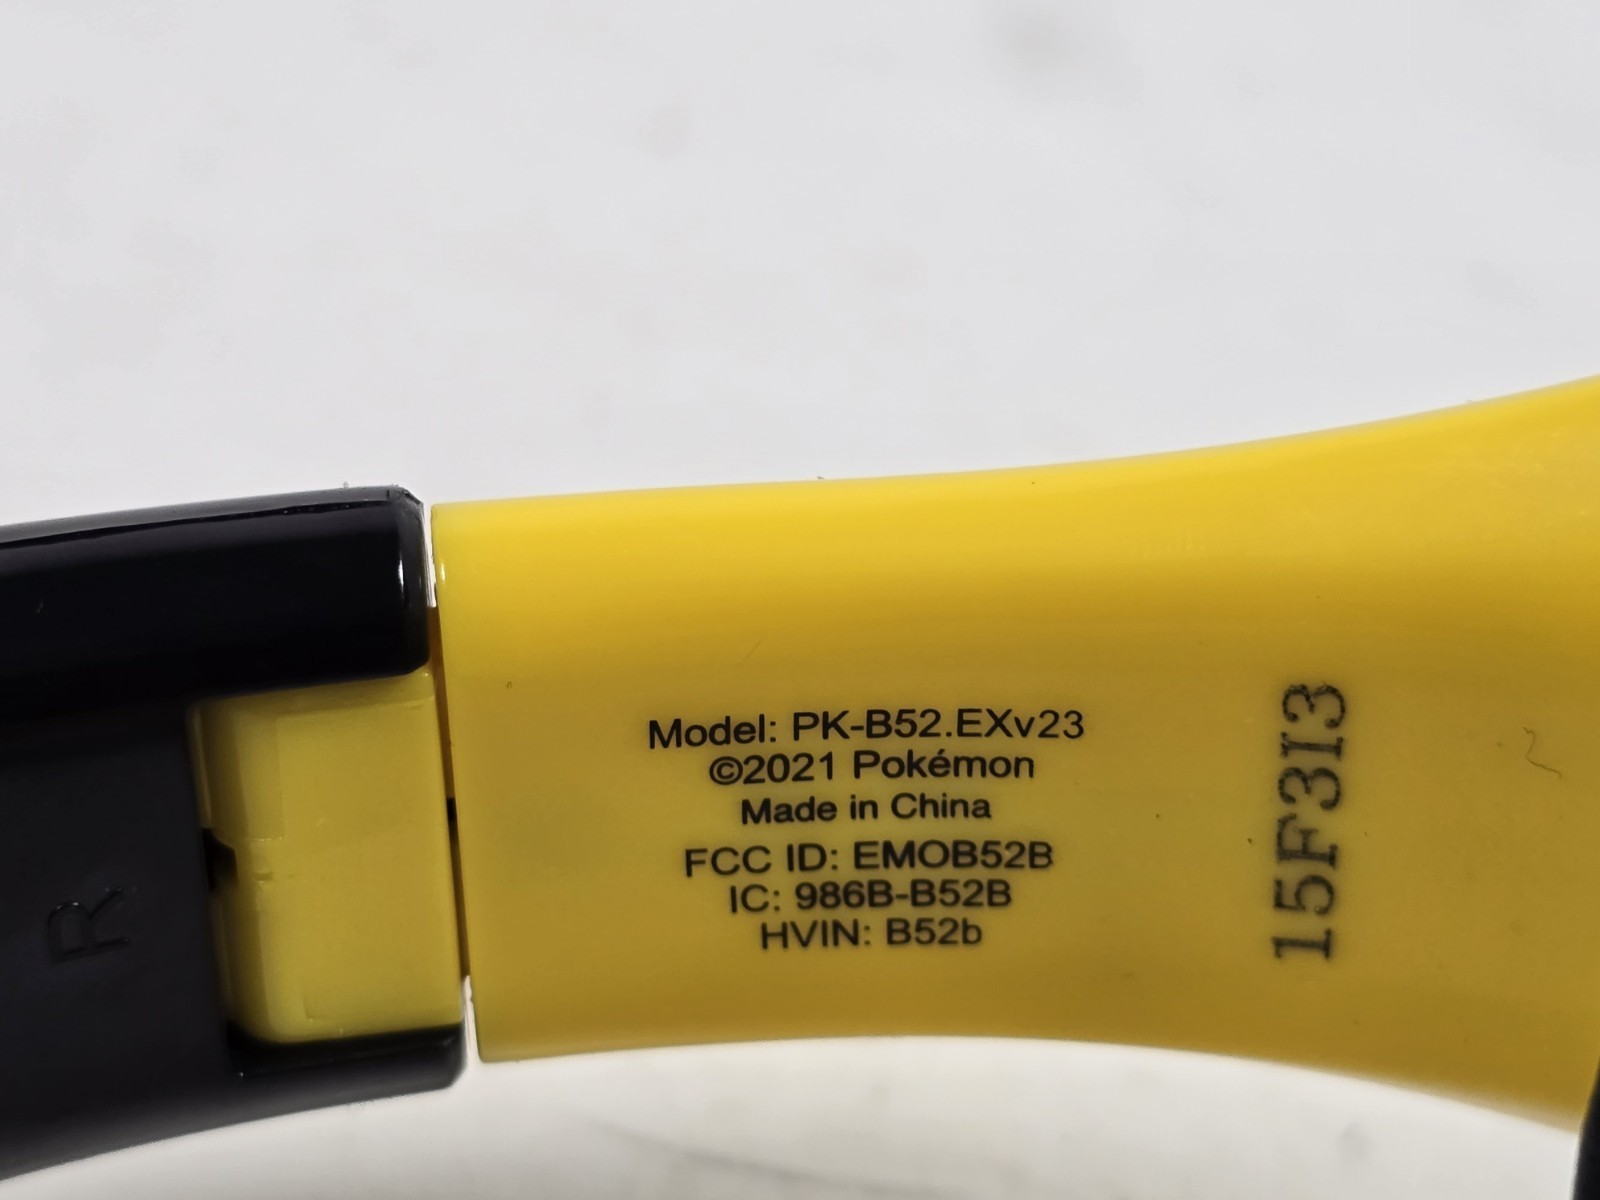 Model: PK-B52.EXv23
©2021 Pokémon
Made in China
FCC ID: EMOB52B
IC: 986B-B52B
HVIN: B52b
15F3I3
R